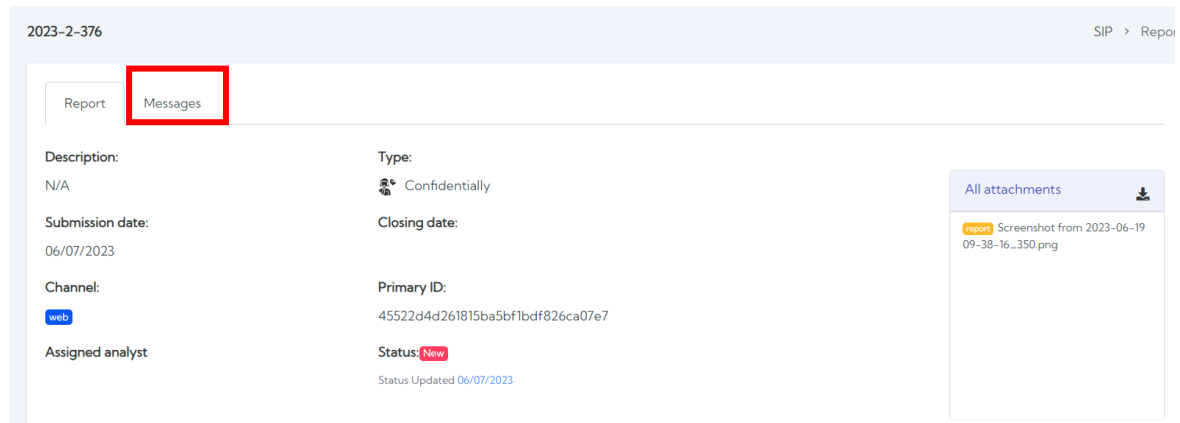 2023-2-376
SIP > Repor
Report
Messages
Description:
Type:
N/A
Confidentially
All attachments
Submission date:
Closing date:
report Screenshot from 2023-06-19
09-38-16_350.png
06/07/2023
Channel:
Primary ID:
web
45522d4d261815ba5bf1bdf826ca07e7
Assigned analyst
Status: New
Status Updated 06/07/2023